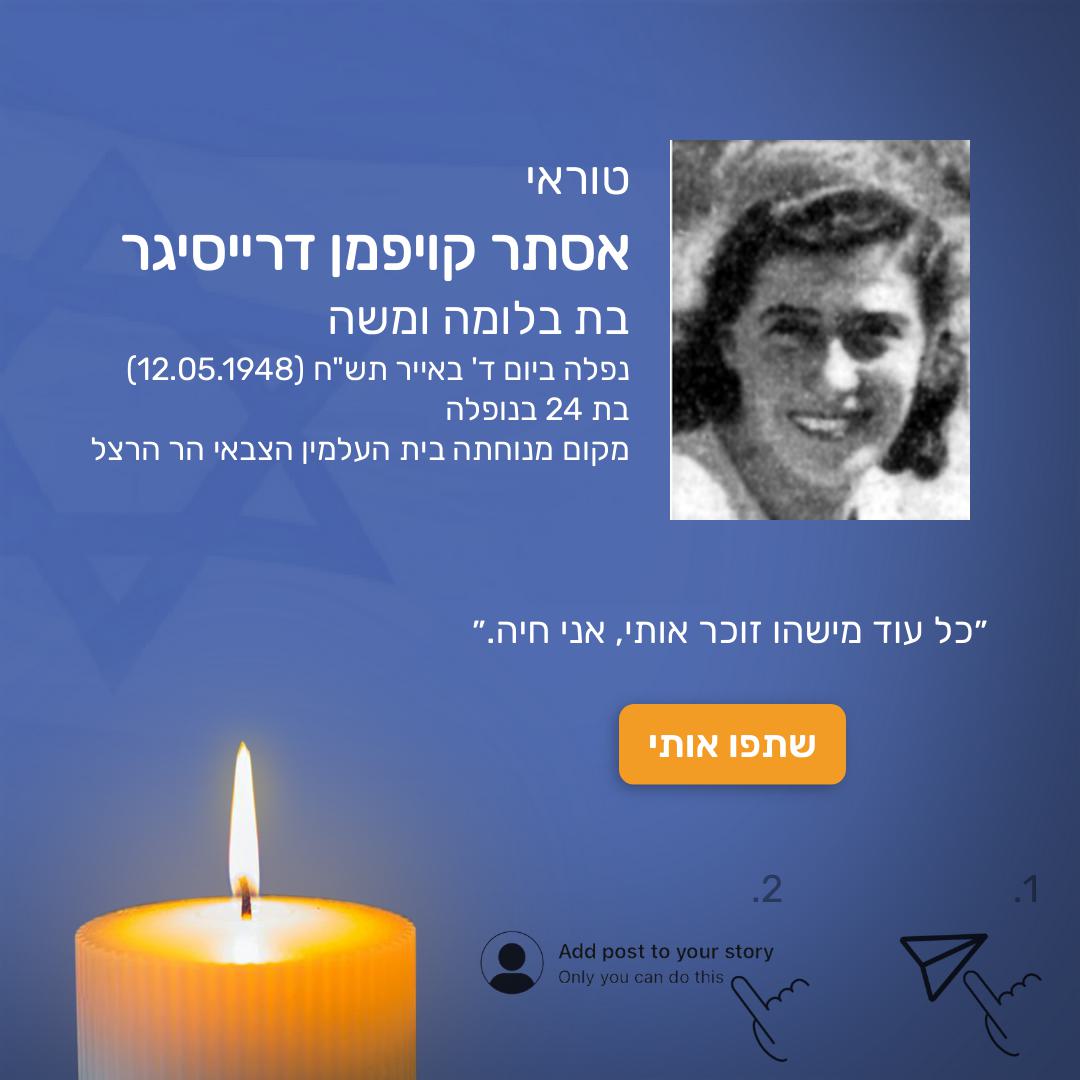 טוראי
אסתר קויפמן דרייסיגר
בת בלומה ומשה
נפלה ביום ד' באייר תש"ח (12.05.1948)
בת 24 בנופלה
מקום מנוחתה בית העלמין הצבאי הר הרצל
״כל עוד מישהו זוכר אותי, אני חיה.״
שתפו אותי
1.
2.
Add post to your story
Only you can do this